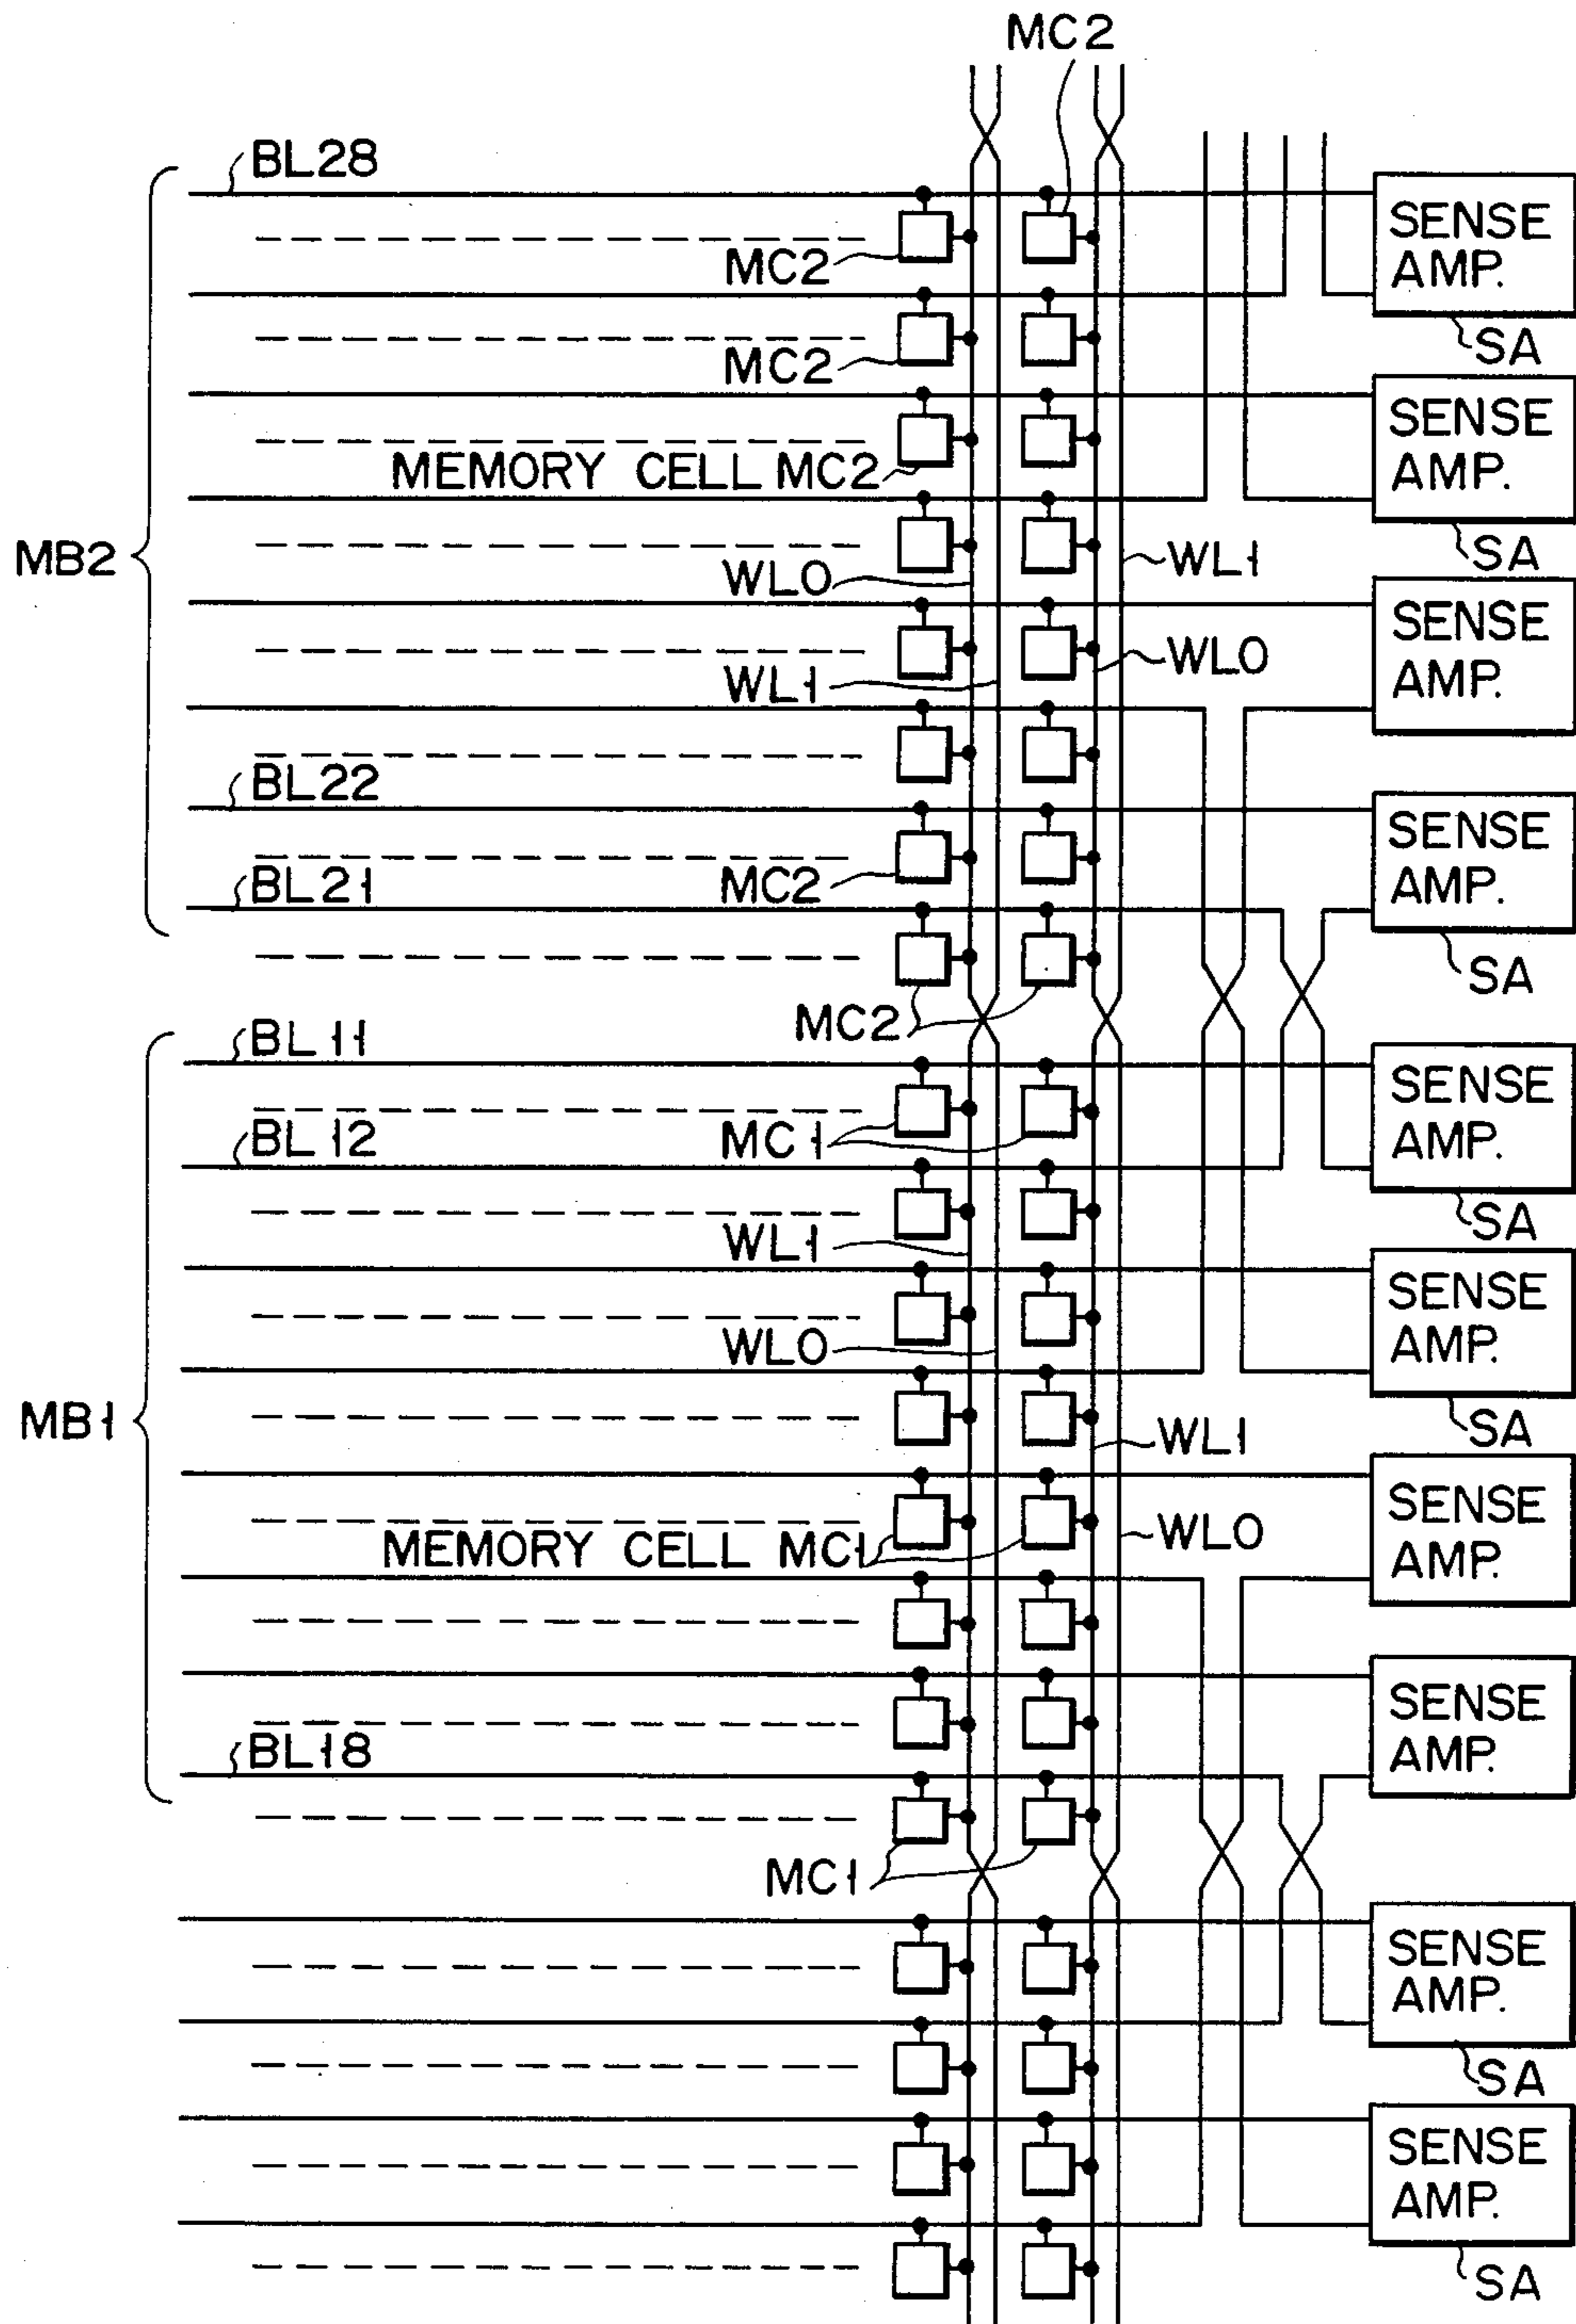 MC2
BL28
SENSE
AMP.
MC2
SA
MC2
SENSE
AMP.
MEMORY CELL MC2
SA
MB2
WL1
WL0
SENSE
AMP.
WL0
WL1
BL22
SENSE
AMP.
MC2
BL21
SA
MC2
BL11
SENSE
AMP.
MC1
BL12
SA
WL1
SENSE
AMP.
WL0
SA
MB1
WL1
SENSE
AMP.
WL0
MEMORY CELL MC1
SENSE
AMP.
BL18
MC1
SENSE
AMP.
SA
SENSE
AMP.
SA